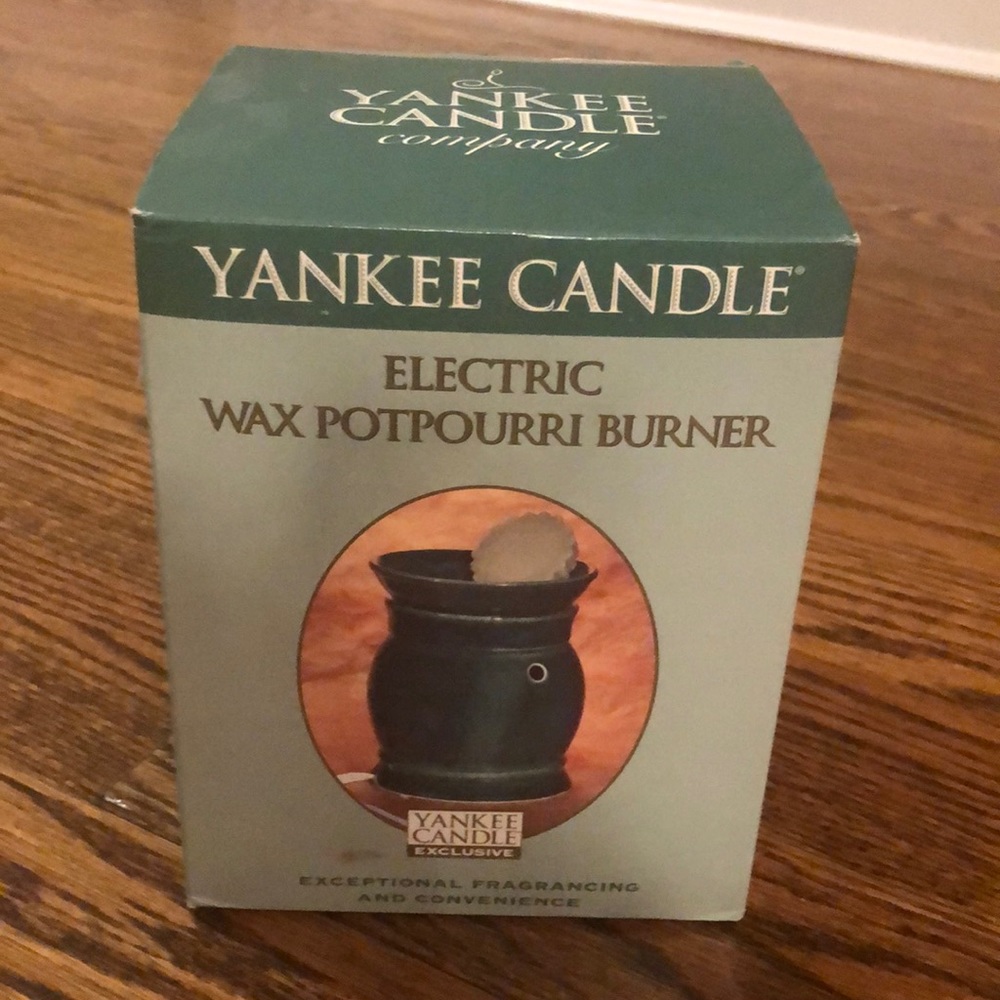 YANKEE
CANDLE®
company
YANKEE CANDLE®
ELECTRIC
WAX POTPOURRI BURNER
YANKEE
CANDLE
EXCLUSIVE
EXCEPTIONAL FRAGRANCING
AND CONVENIENCE